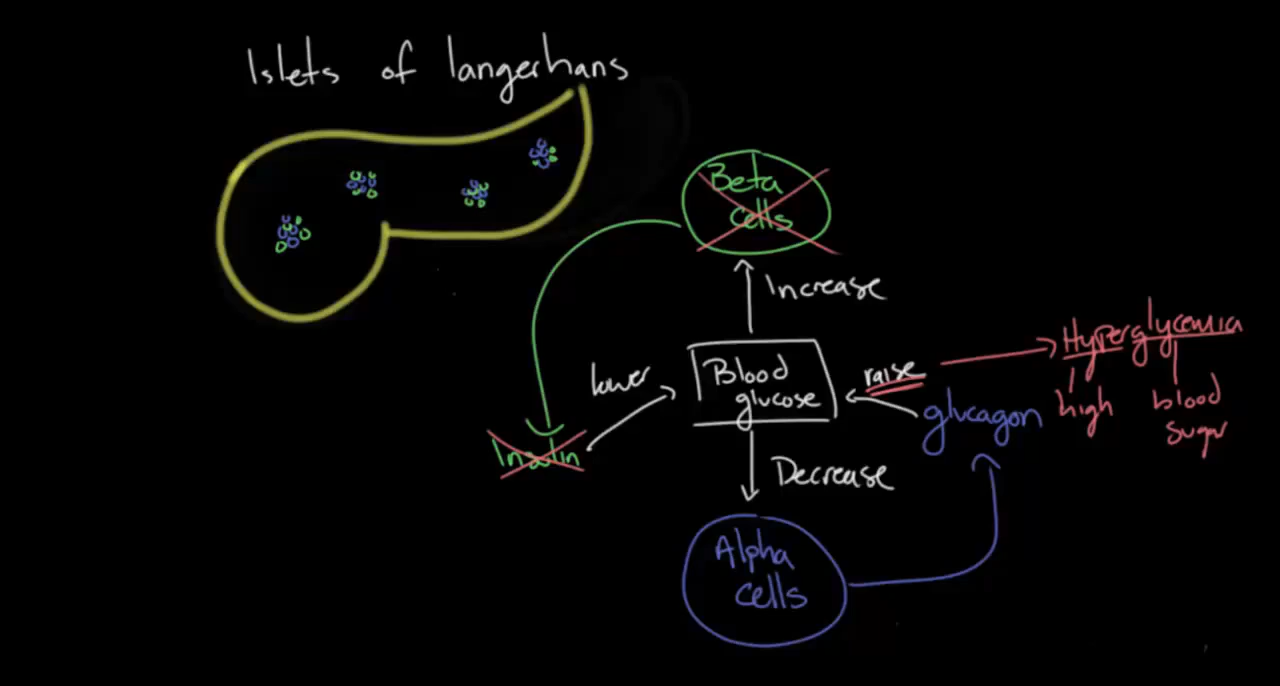 Islets of langerhans
Beta
cells
Increase
Hyperglycemia
high
blood
sugar
lower
Blood
glucose
raise
glucagon
Insulin
Decrease
Alpha
cells